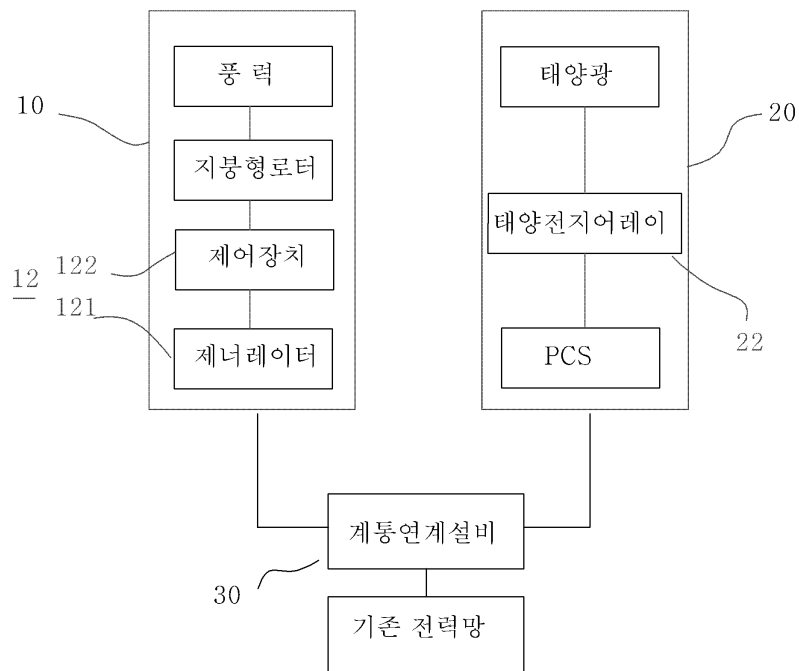 풍 력
10
지붕형로터
122
제어장치
12
121
제너레이터
태양광
20
태양전지어레이
22
PCS
계통연계설비
30
기존 전력망